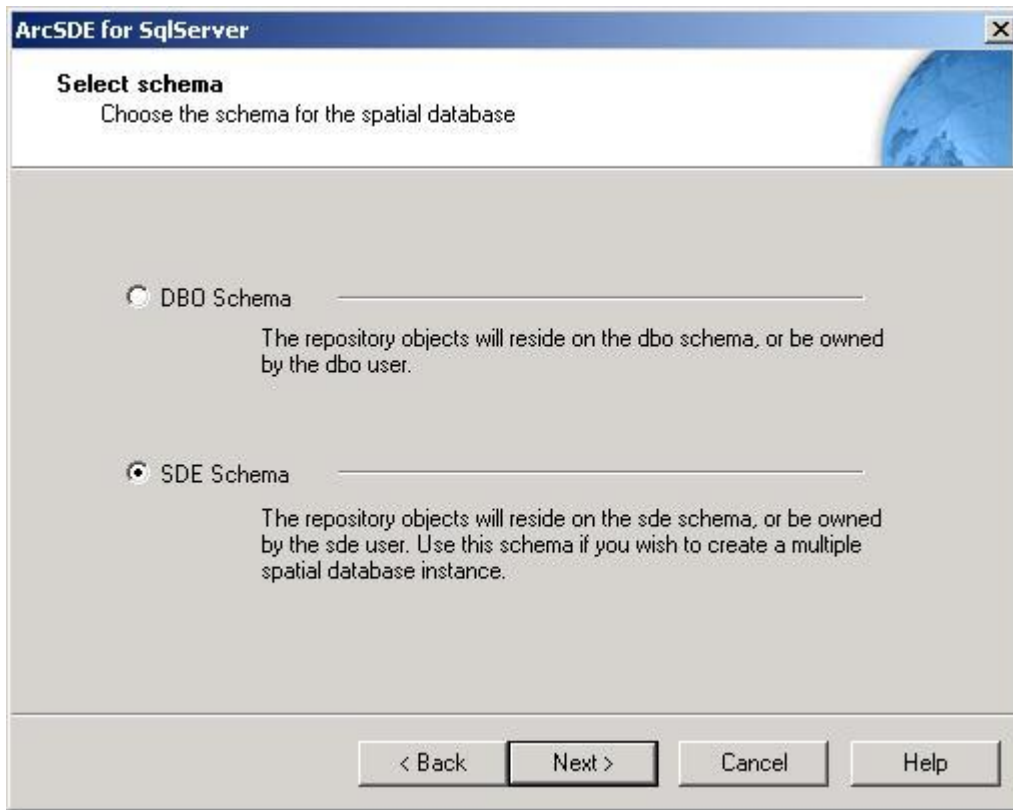 ArcSDE for SqlServer
Select schema
Choose the schema for the spatial database
DBO Schema
The repository objects will reside on the dbo schema, or be owned
by the dbo user.
SDE Schema
The repository objects will reside on the sde schema, or be owned
by the sde user. Use this schema if you wish to create a multiple
spatial database instance.
< Back
Next >
Cancel
Help